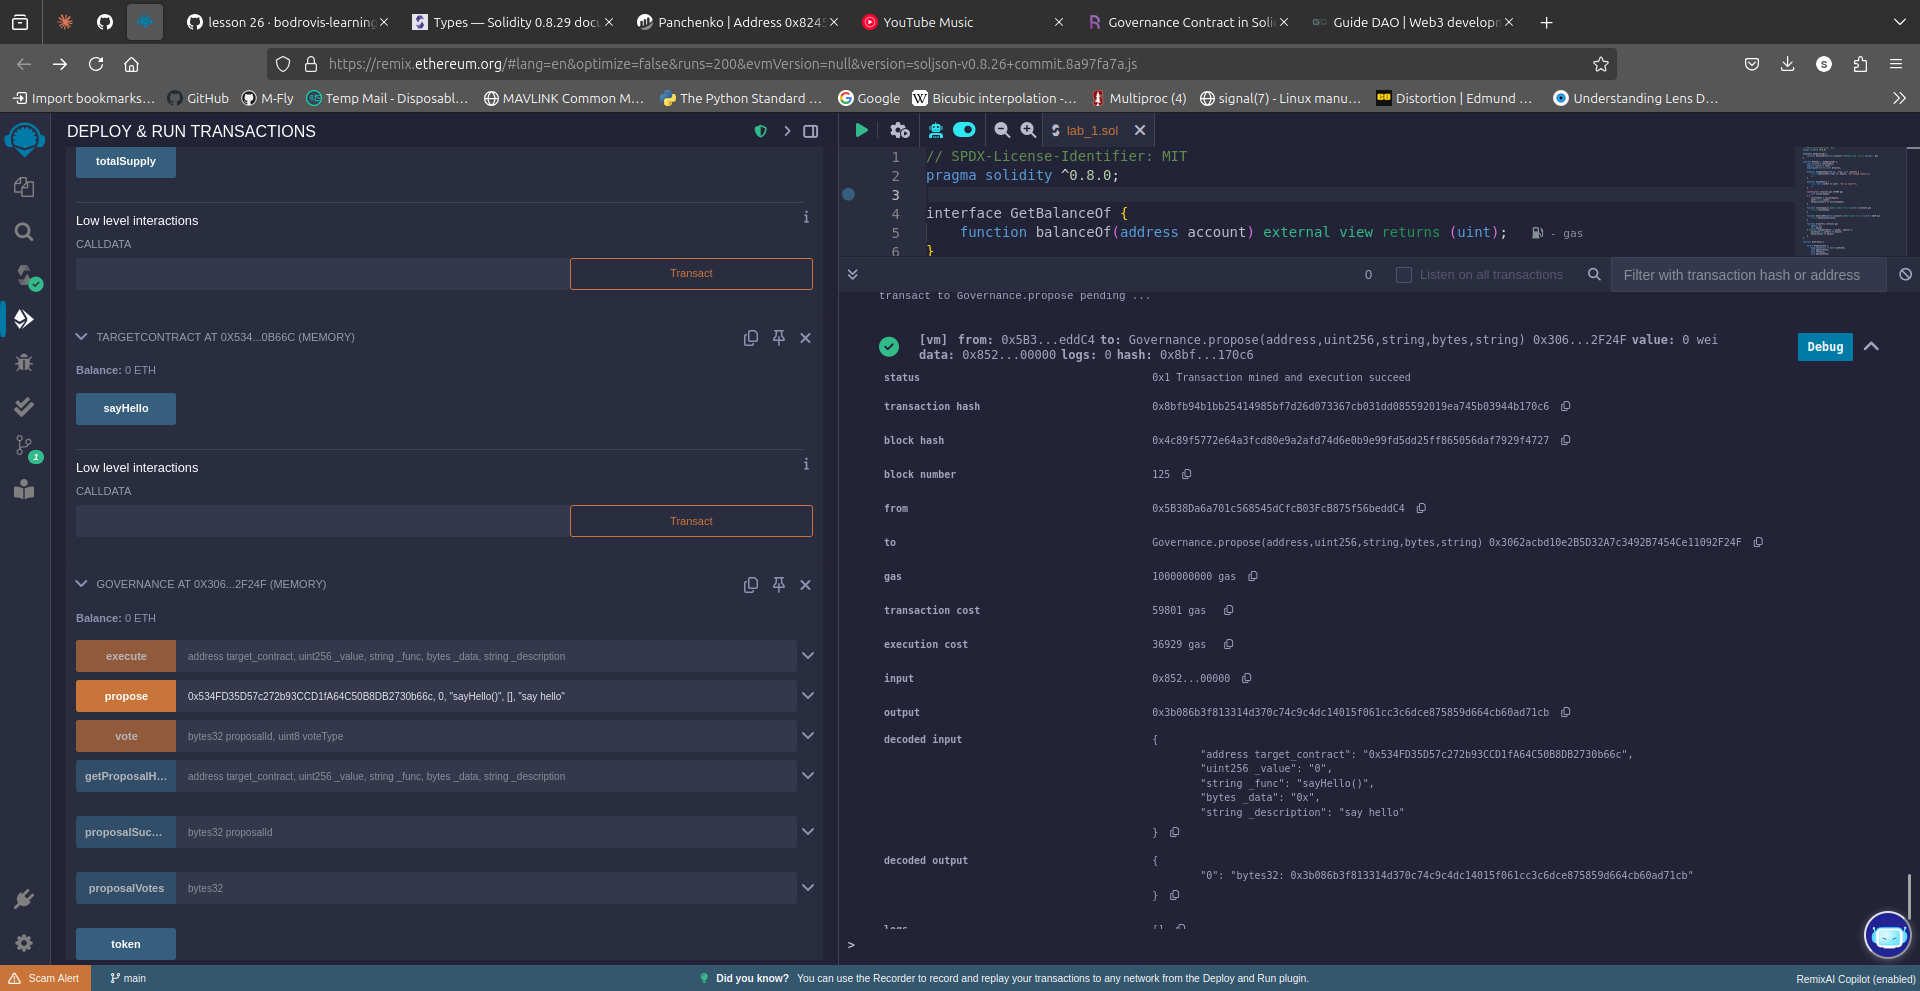 lesson 26 · bodrovis-learning
Types — Solidity 0.8.29 docu
Panchenko | Address 0x8245
YouTube Music
Governance Contract in Soli
Guide DAO | Web3 developm
https://remix.ethereum.org/#lang=en&optimize=false&runs=200&evmVersion=null&version=soljson-v0.8.26+commit.8a97fa7a.js
S
Import bookmarks...
GitHub
M-Fly
Temp Mail - Disposabl...
MAVLINK Common M...
The Python Standard ...
Google
Bicubic interpolation -...
Multiproc (4)
signal(7) - Linux manu...
Distortion | Edmund ...
Understanding Lens D...
DEPLOY & RUN TRANSACTIONS
totalSupply
Low level interactions
CALLDATA
Transact
TARGETCONTRACT AT 0X534...0B66C (MEMORY)
Balance: 0 ETH
sayHello
Low level interactions
CALLDATA
Transact
1
GOVERNANCE AT 0X306...2F24F (MEMORY)
Balance: 0 ETH
execute address target_contract, uint256 _value, string _func, bytes _data, string _description
propose 0x534FD35D57c272b93CCD1fA64C50B8DB2730b66c, 0, "sayHello()", [], "say hello"
vote bytes32 proposalId, uint8 voteType
getProposalH... address target_contract, uint256 _value, string _func, bytes _data, string _description
proposalSuc... bytes32 proposalId
proposalVotes bytes32
token
lab_1.sol
1 // SPDX-License-Identifier: MIT
2 pragma solidity ^0.8.0;
3
4 interface GetBalanceOf {
5 function balanceOf(address account) external view returns (uint); - gas
6 }
0 Listen on all transactions Filter with transaction hash or address
transact to Governance.propose pending ...
[vm] from: 0x5B3...eddC4 to: Governance.propose(address,uint256,string,bytes,string) 0x306...2F24F value: 0 wei
data: 0x852...00000 logs: 0 hash: 0x8bf...170c6
Debug
status 0x1 Transaction mined and execution succeed
transaction hash 0x8bfb94b1bb25414985bf7d26d073367cb031dd085592019ea745b03944b170c6
block hash 0x4c89f5772e64a3fcd80e9a2afd74d6e0b9e99fd5dd25ff865056daf7929f4727
block number 125
from 0x5B38Da6a701c568545dCfcB03FcB875f56beddC4
to Governance.propose(address,uint256,string,bytes,string) 0x3062acbd10e2B5D32A7c3492B7454Ce11092F24F
gas 1000000000 gas
transaction cost 59801 gas
execution cost 36929 gas
input 0x852...00000
output 0x3b086b3f813314d370c74c9c4dc14015f061cc3c6dce875859d664cb60ad71cb
decoded input {
"address target_contract": "0x534FD35D57c272b93CCD1fA64C50B8DB2730b66c",
"uint256 _value": "0",
"string _func": "sayHello()",
"bytes _data": "0x",
"string _description": "say hello"
}
decoded output {
"0": "bytes32: 0x3b086b3f813314d370c74c9c4dc14015f061cc3c6dce875859d664cb60ad71cb"
}
logs []
>
Scam Alert
main
Did you know? You can use the Recorder to record and replay your transactions to any network from the Deploy and Run plugin.
RemixAI Copilot (enabled)